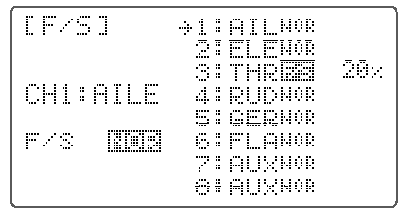 [F/S] →1:AILNOR
2:ELENOR
3:THRF/S 20%
CH1:AILE 4:RUDNOR
5:GERNOR
F/S NOR 6:FLANOR
7:AUXNOR
8:AUXNOR